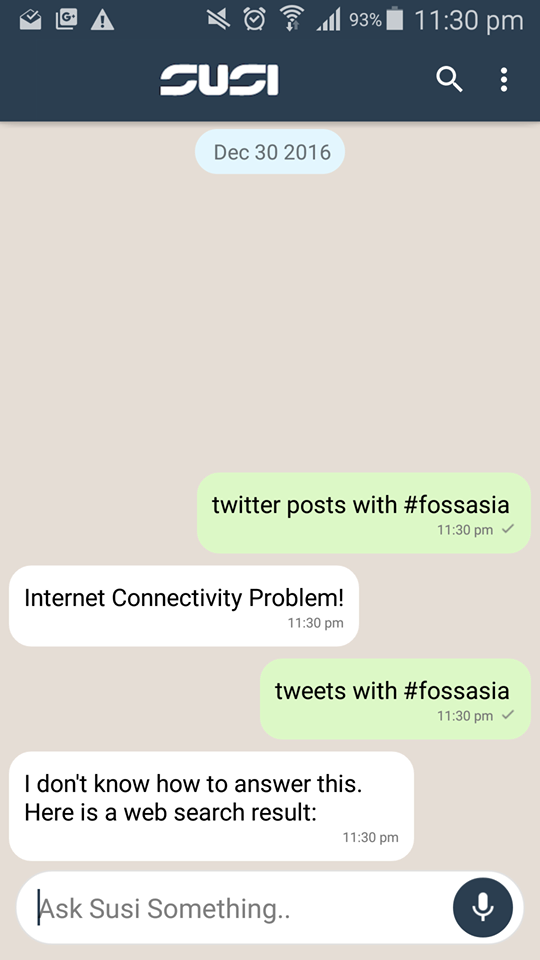 93% 11:30 pm
SUSI
Dec 30 2016
twitter posts with #fossasia
11:30 pm
Internet Connectivity Problem!
11:30 pm
tweets with #fossasia
11:30 pm
I don't know how to answer this.
Here is a web search result:
11:30 pm
Ask Susi Something..